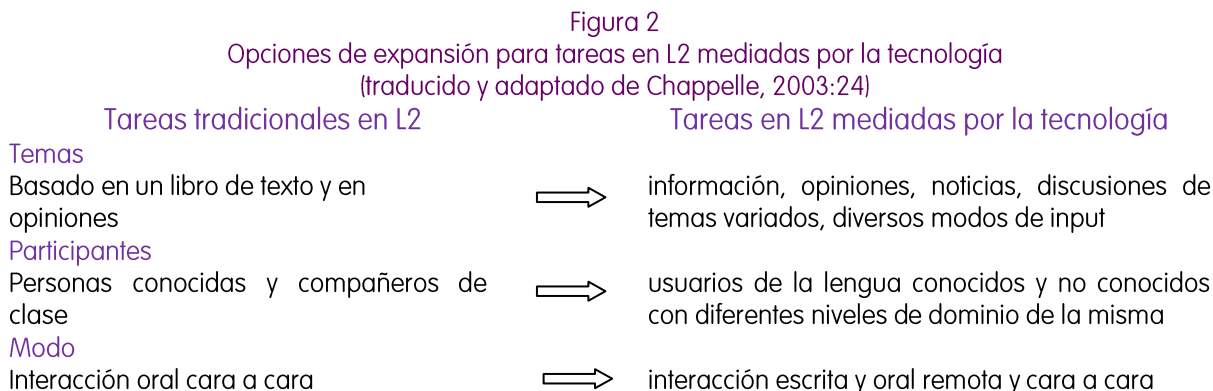 Figura 2
Opciones de expansión para tareas en L2 mediadas por la tecnología
(traducido y adaptado de Chappelle, 2003:24)
Tareas tradicionales en L2 Tareas en L2 mediadas por la tecnología
Temas
Basado en un libro de texto y en información, opiniones, noticias, discusiones de
opiniones temas variados, diversos modos de input
Participantes
Personas conocidas y compañeros de usuarios de la lengua conocidos y no conocidos
clase con diferentes niveles de dominio de la misma
Modo
Interacción oral cara a cara interacción escrita y oral remota y cara a cara